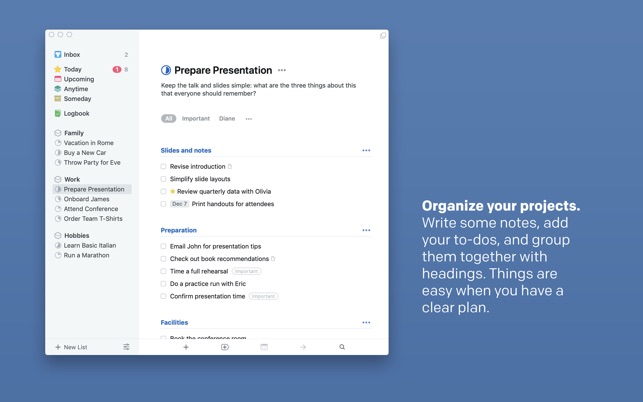 Inbox 2
Today 1 8
Upcoming
Anytime
Someday
Logbook
Family
Vacation in Rome
Buy a New Car
Throw Party for Eve
Work
Prepare Presentation
Onboard James
Attend Conference
Order Team T-Shirts
Hobbies
Learn Basic Italian
Run a Marathon
New List
Prepare Presentation
Keep the talk and slides simple: what are the three things about this
that everyone should remember?
All Important Diane
Slides and notes
Revise introduction
Simplify slide layouts
Review quarterly data with Olivia
Dec 7 Print handouts for attendees
Preparation
Email John for presentation tips
Check out book recommendations
Time a full rehearsal Important
Do a practice run with Eric
Confirm presentation time Important
Facilities
Book the conference room
Organize your projects.
Write some notes, add
your to-dos, and group
them together with
headings. Things are
easy when you have a
clear plan.